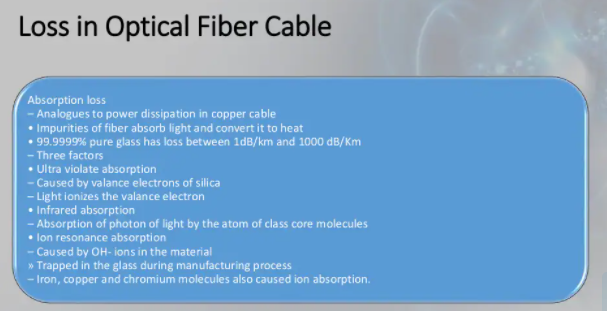 Loss in Optical Fiber Cable
Absorption loss
– Analogues to power dissipation in copper cable
• Impurities of fiber absorb light and convert it to heat
• 99.9999% pure glass has loss between 1dB/km and 1000 dB/Km
– Three factors
• Ultra violate absorption
– Caused by valance electrons of silica
– Light ionizes the valance electron
• Infrared absorption
– Absorption of photon of light by the atom of class core molecules
• Ion resonance absorption
– Caused by OH- ions in the material
» Trapped in the glass during manufacturing process
– Iron, copper and chromium molecules also caused ion absorption.